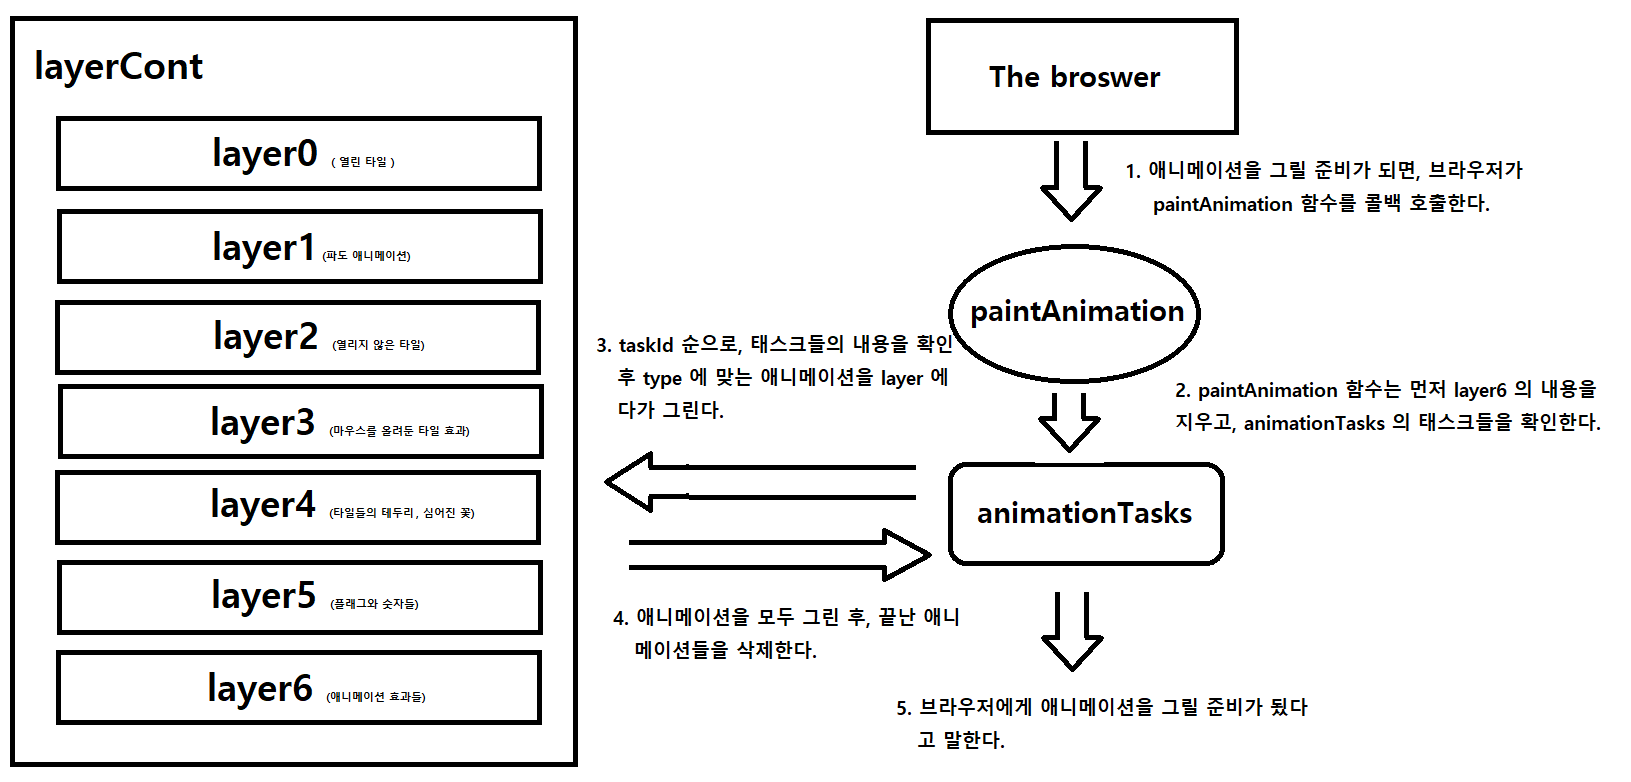 layerCont
layer0 ( 열린 타일 )
layer1 (파도 애니메이션)
layer2 (열리지 않은 타일)
layer3 (마우스를 올려둔 타일 효과)
layer4 (타일들의 테두리, 심어진 꽃)
layer5 (플래그와 숫자들)
layer6 (애니메이션 효과들)
The broswer
1. 애니메이션을 그릴 준비가 되면, 브라우저가
paintAnimation 함수를 콜백 호출한다.
paintAnimation
2. paintAnimation 함수는 먼저 layer6 의 내용을
지우고, animationTasks 의 태스크들을 확인한다.
animationTasks
3. taskId 순으로, 태스크들의 내용을 확인
후 type 에 맞는 애니메이션을 layer 에
다가 그린다.
4. 애니메이션을 모두 그린 후, 끝난 애니
메이션들을 삭제한다.
5. 브라우저에게 애니메이션을 그릴 준비가 됬다
고 말한다.